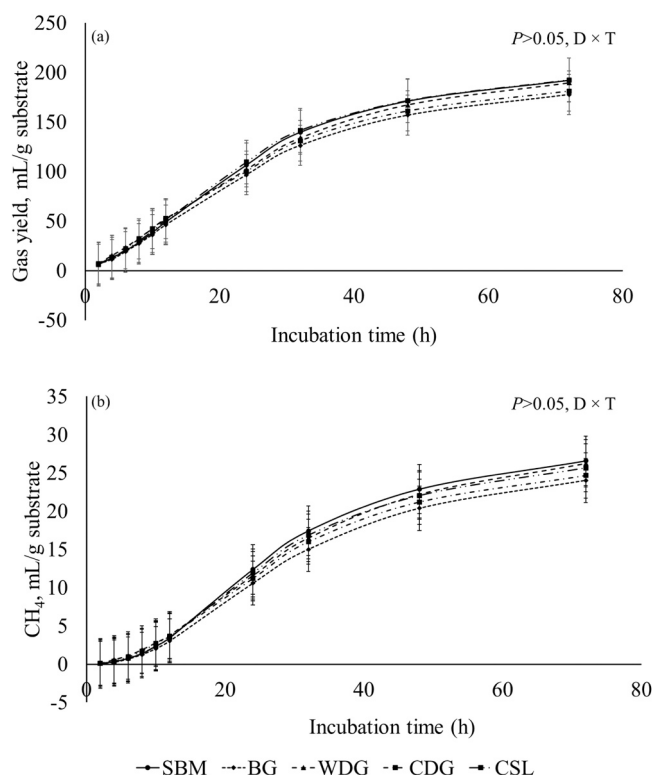 (a)
P>0.05, D × T
250
200
150
100
50
0
-50
0 20 40 60 80
Gas yield, mL/g substrate
Incubation time (h)
(b)
P>0.05, D × T
35
30
25
20
15
10
5
0
-5
0 20 40 60 80
CH₄, mL/g substrate
Incubation time (h)
SBM BG WDG CDG CSL